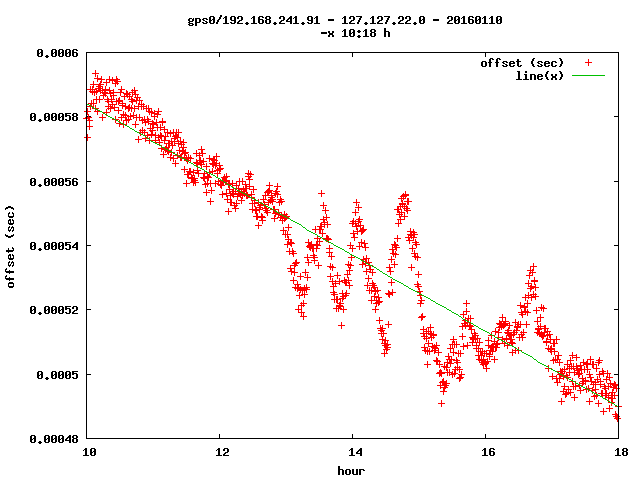 gps0/192.168.241.91 - 127.127.22.0 - 20160110
-x 10:18 h
offset (sec)
line(x)
0.0006
0.00058
0.00056
0.00054
0.00052
0.0005
0.00048
offset (sec)
10 12 14 16 18
hour